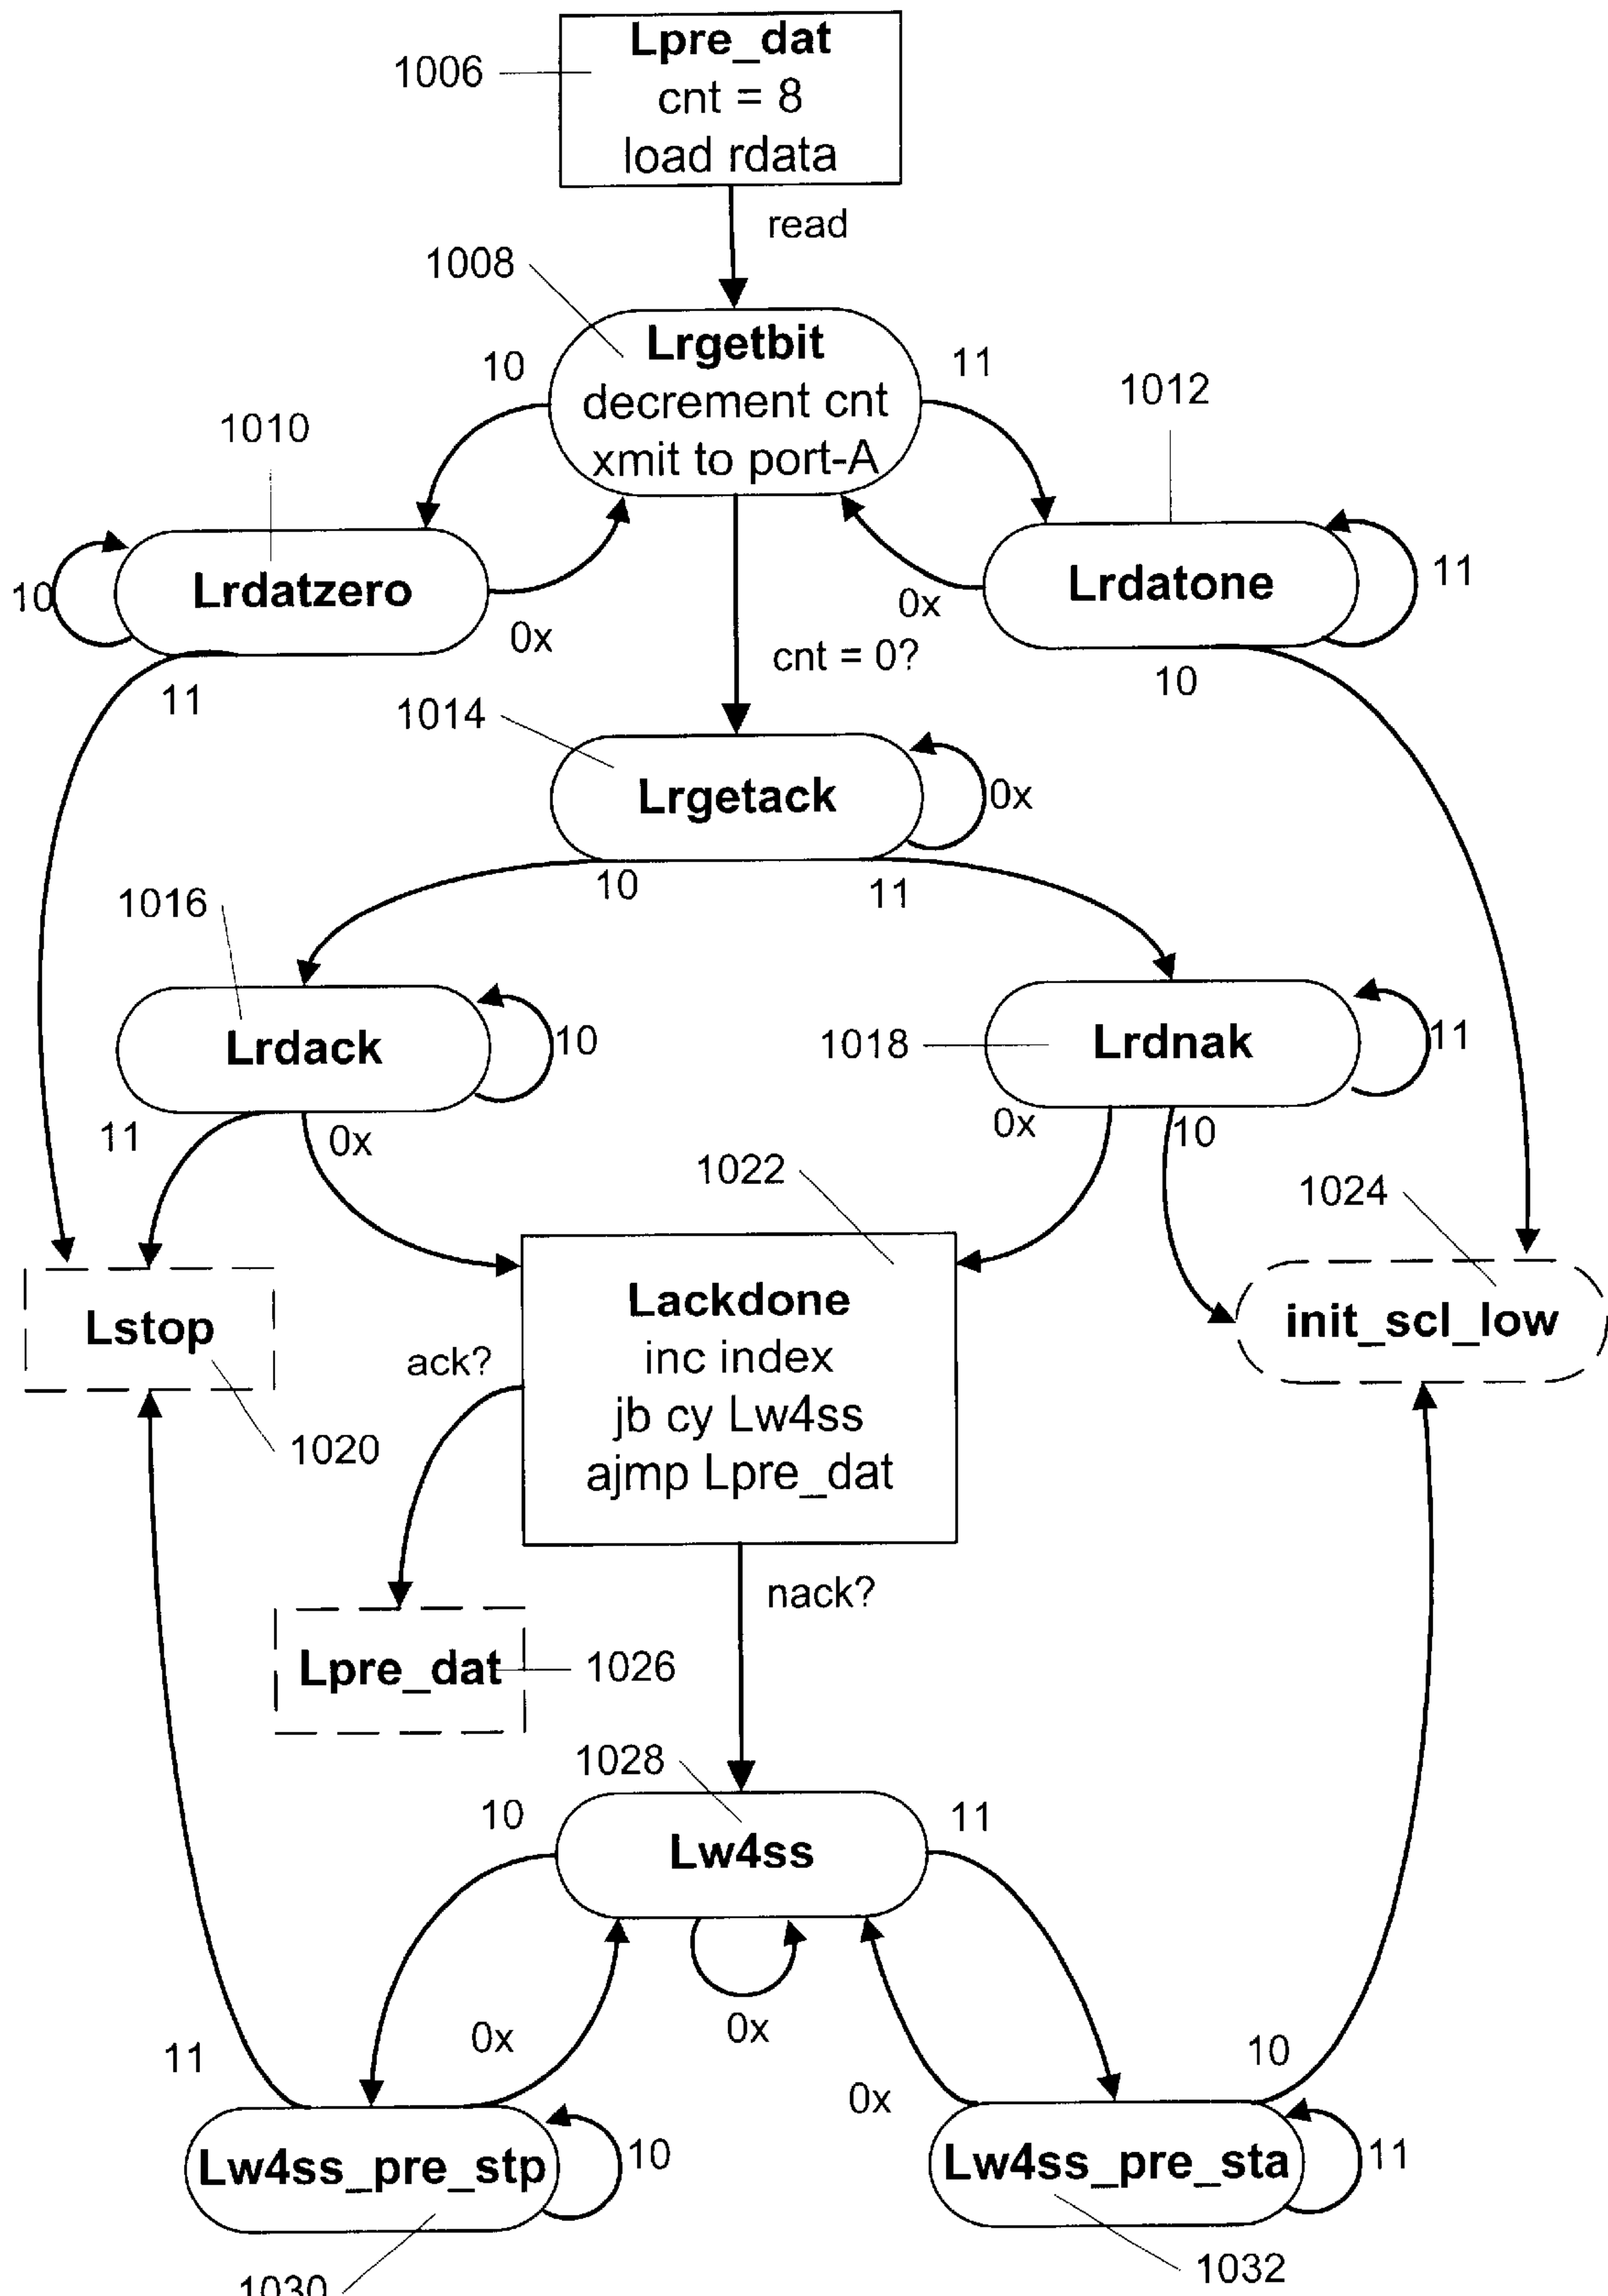 Lpre_dat
1006
cnt = 8
load rdata
read
1008
Lrgetbit
10
11
decrement cnt
1012
1010
xmit to port-A
Lrdatzero
Lrdatone
10
11
0x
0x
cnt = 0?
11
10
1014
Lrgetack
0x
10
11
1016
Lrdack
10
1018
Lrdnak
11
11
0x
0x
10
1022
1024
Lackdone
Lstop
init_scl_low
inc index
ack?
jb cy Lw4ss
1020
ajmp Lpre_dat
nack?
Lpre_dat
1026
1028
10
11
Lw4ss
0x
0x
11
10
0x
Lw4ss_pre_stp
10
Lw4ss_pre_sta
11
1032
1030